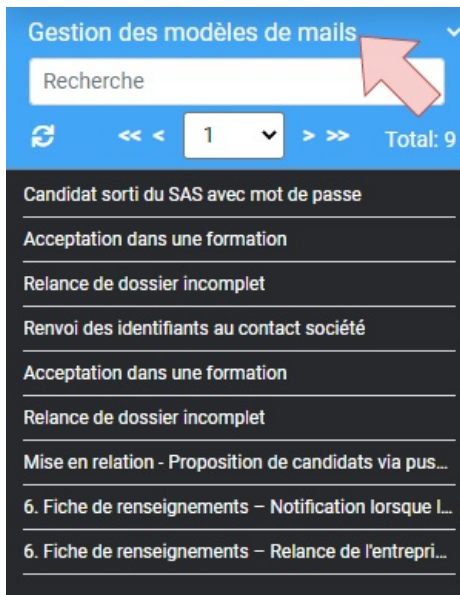 Gestion des modèles de mails
Recherche
<< < 1 > >> Total: 9
Candidat sorti du SAS avec mot de passe
Acceptation dans une formation
Relance de dossier incomplet
Renvoi des identifiants au contact société
Acceptation dans une formation
Relance de dossier incomplet
Mise en relation - Proposition de candidats via pus...
6. Fiche de renseignements – Notification lorsque l...
6. Fiche de renseignements – Relance de l'entrepri...